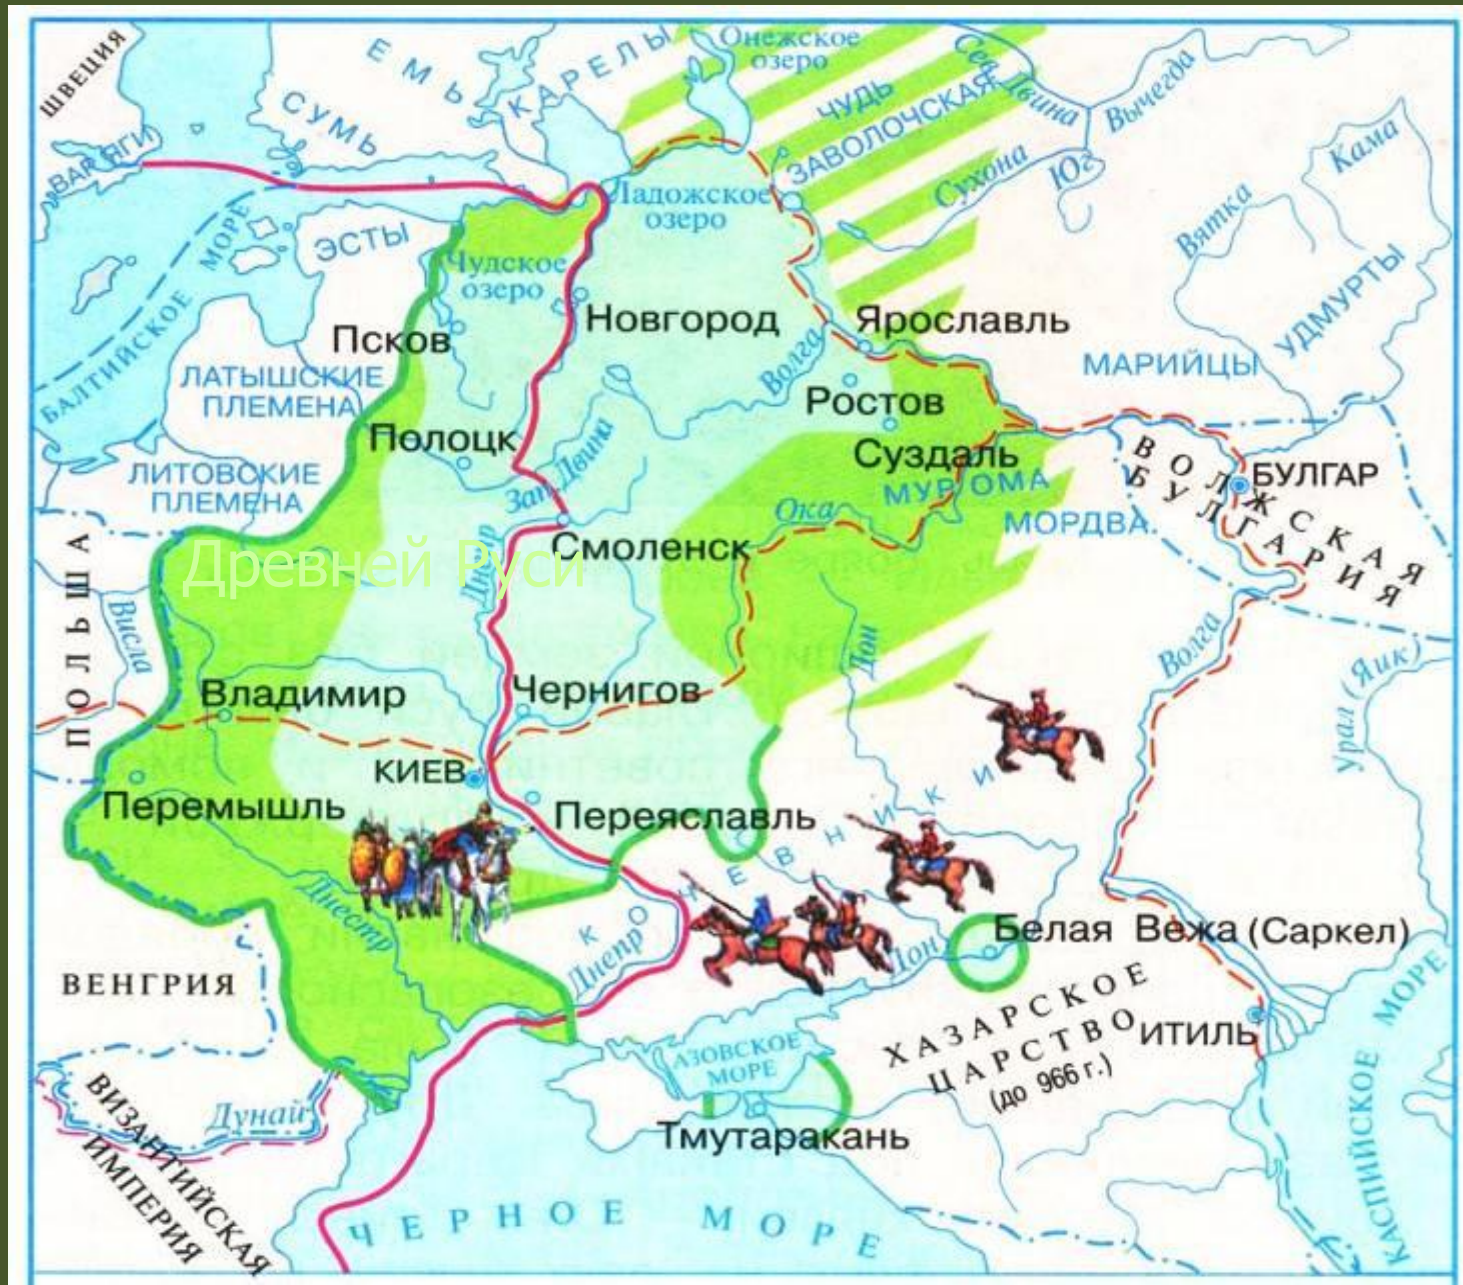 ШВЕЦИЯ
ЕМЬ
КАРЕЛЫ
Онежское
озеро
СУМЬ
ЧУДЬ
ЗАВОЛОЧСКАЯ
Сев. Двина
Вычегда
Кама
ВАРЯГИ
Ладожское
озеро
Сухона
Юг
Вятка
БАЛТИЙСКОЕ МОРЕ
ЭСТЫ
Чудское
озеро
УДМУРТЫ
Псков
Новгород
Ярославль
Волга
МАРИЙЦЫ
ЛАТЫШСКИЕ
ПЛЕМЕНА
Ростов
Полоцк
Зап. Двина
Суздаль
МУРОМА
ВОЛЖСКАЯ
БУЛГАРИЯ
БУЛГАР
ЛИТОВСКИЕ
ПЛЕМЕНА
Ока
МОРДВА
ПОЛЬША
Древней Руси
Днепр
Смоленск
Висла
Дон
Волга
Урал (Яик)
Владимир
Чернигов
КИЕВ
Перемышль
Переяславль
КОЧЕВНИКИ
Днестр
Днепр
Дон
Белая Вежа (Саркел)
ВЕНГРИЯ
ХАЗАРСКОЕ
ЦАРСТВО
(до 966 г.)
ИТИЛЬ
АЗОВСКОЕ
МОРЕ
КАСПИЙСКОЕ МОРЕ
Дунай
Тмутаракань
ВИЗАНТИЙСКАЯ
ИМПЕРИЯ
ЧЕРНОЕ МОРЕ